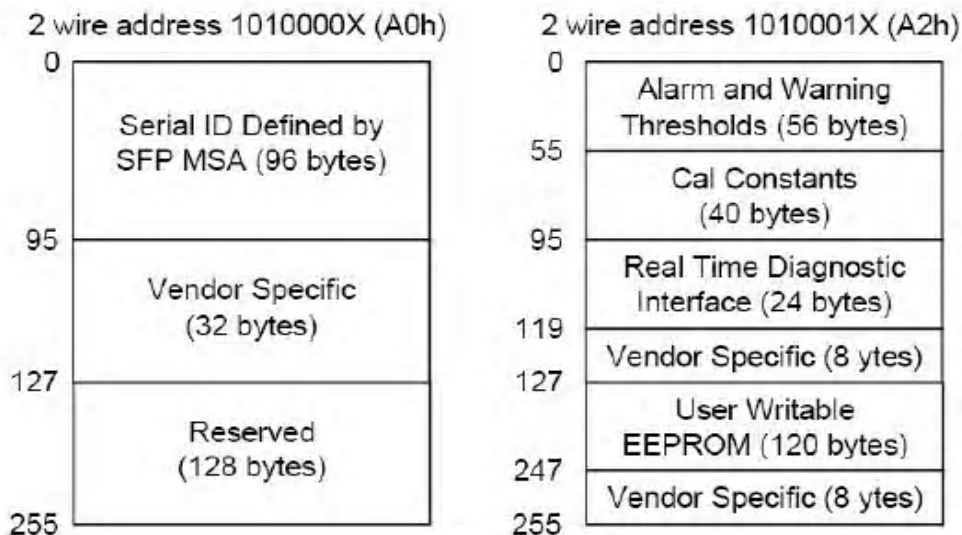 2 wire address 1010000X (A0h)
0
Serial ID Defined by
SFP MSA (96 bytes)
95
Vendor Specific
(32 bytes)
127
Reserved
(128 bytes)
255
2 wire address 1010001X (A2h)
0
Alarm and Warning
Thresholds (56 bytes)
55
Cal Constants
(40 bytes)
95
Real Time Diagnostic
Interface (24 bytes)
119
Vendor Specific (8 ytes)
127
User Writable
EEPROM (120 bytes)
247
Vendor Specific (8 ytes)
255